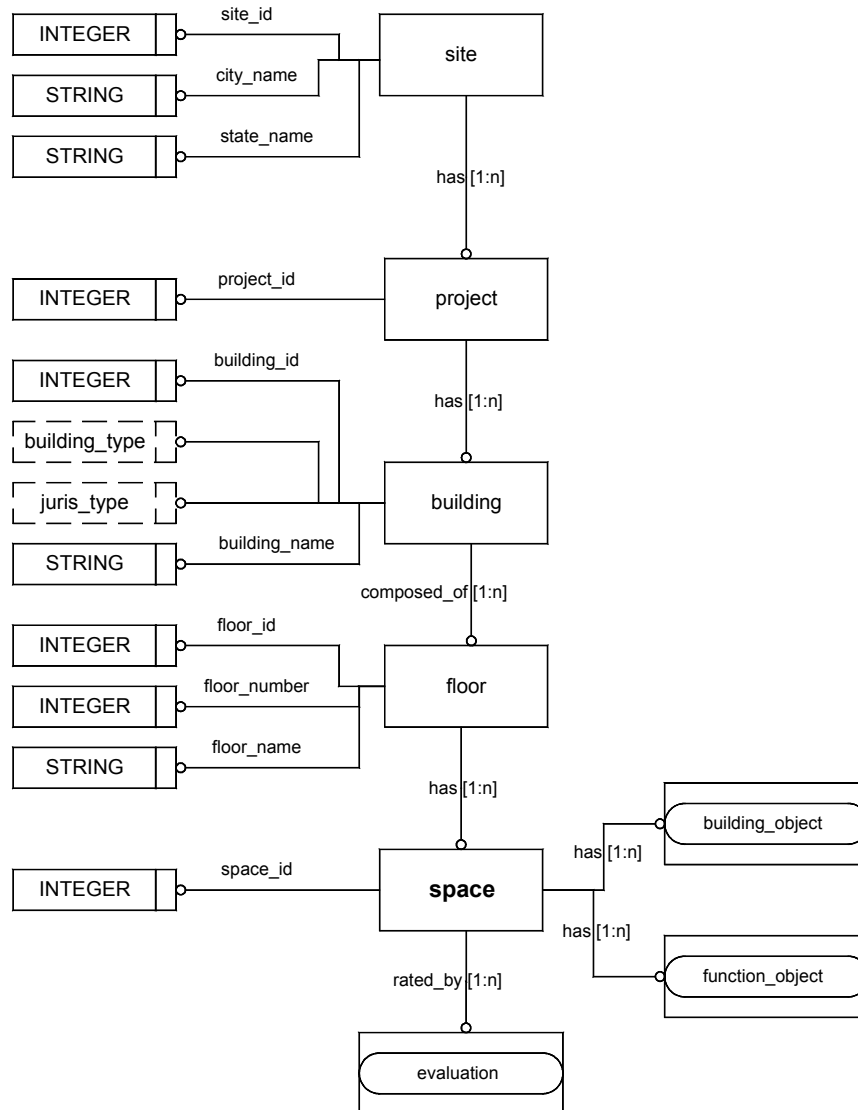 site_id
INTEGER
site
city_name
STRING
state_name
STRING
has [1:n]
project_id
INTEGER
project
building_id
INTEGER
has [1:n]
building_type
juris_type
building
building_name
STRING
composed_of [1:n]
floor_id
INTEGER
floor
floor_number
INTEGER
floor_name
STRING
has [1:n]
building_object
has [1:n]
space_id
INTEGER
space
has [1:n]
rated_by [1:n]
function_object
evaluation